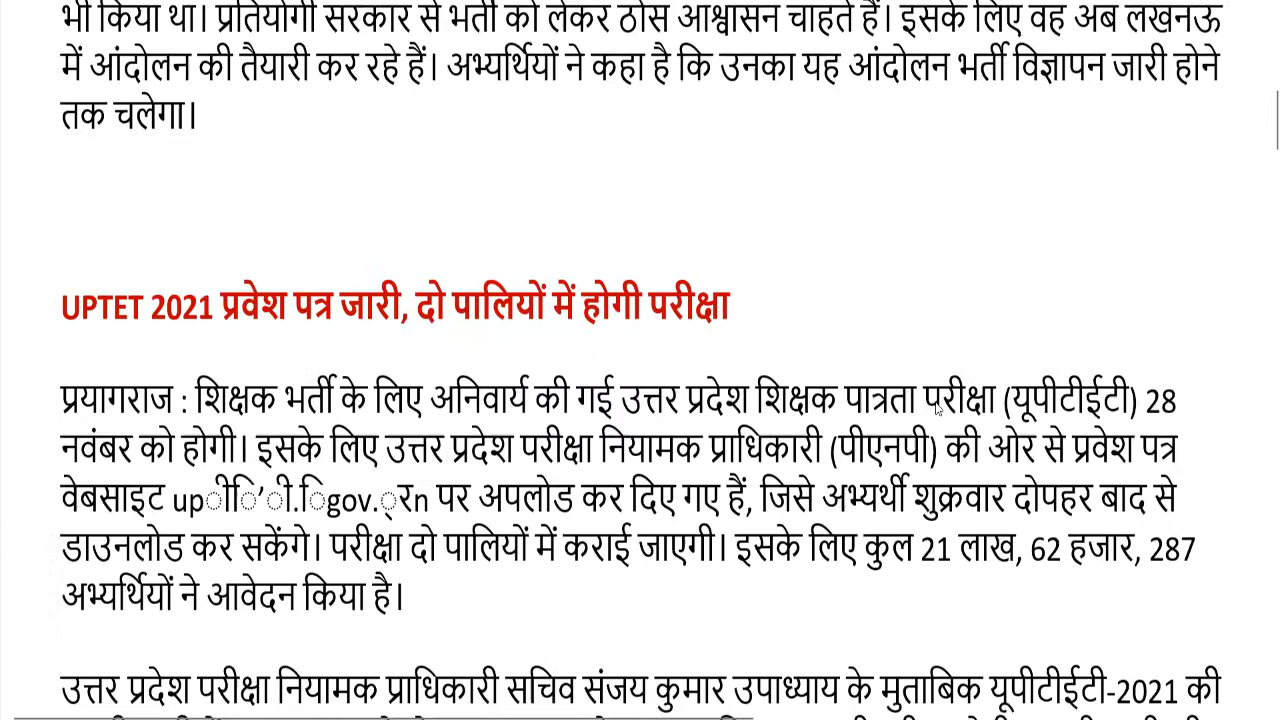 भी किया था। प्रतियोगी सरकार से भर्ती को लेकर ठोस आश्वासन चाहते हैं। इसके लिए वह अब लखनऊ
में आंदोलन की तैयारी कर रहे हैं। अभ्यर्थियों ने कहा है कि उनका यह आंदोलन भर्ती विज्ञापन जारी होने
तक चलेगा।
UPTET 2021 प्रवेश पत्र जारी, दो पालियों में होगी परीक्षा
प्रयागराज : शिक्षक भर्ती के लिए अनिवार्य की गई उत्तर प्रदेश शिक्षक पात्रता परीक्षा (यूपीटीईटी) 28
नवंबर को होगी। इसके लिए उत्तर प्रदेश परीक्षा नियामक प्राधिकारी (पीएनपी) की ओर से प्रवेश पत्र
वेबसाइट upीि’ी.िgov.्रn पर अपलोड कर दिए गए हैं, जिसे अभ्यर्थी शुक्रवार दोपहर बाद से
डाउनलोड कर सकेंगे। परीक्षा दो पालियों में कराई जाएगी। इसके लिए कुल 21 लाख, 62 हजार, 287
अभ्यर्थियों ने आवेदन किया है।
उत्तर प्रदेश परीक्षा नियामक प्राधिकारी सचिव संजय कुमार उपाध्याय के मुताबिक यूपीटीईटी-2021 की